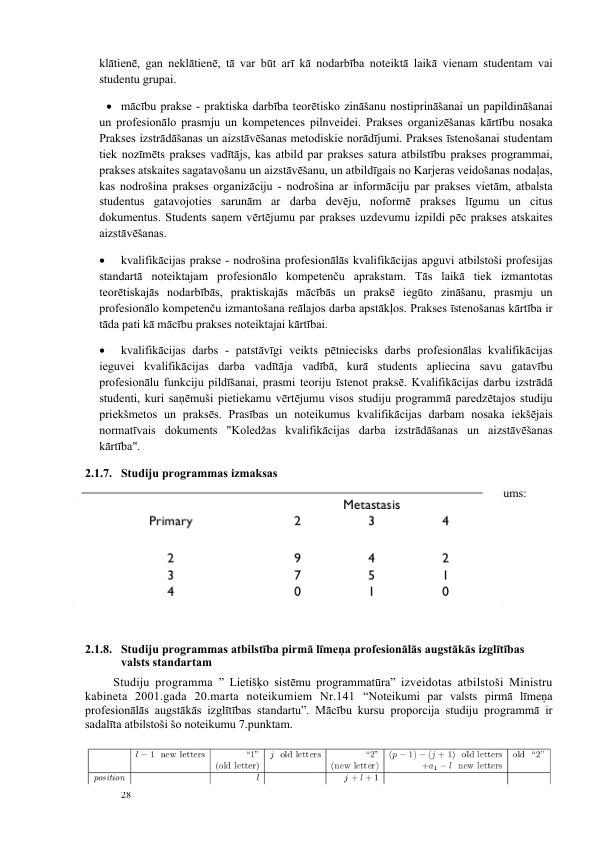 klātienē, gan neklātienē, tā var būt arī kā nodarbība noteiktā laikā vienam studentam vai
studentu grupai.
• mācību prakse - praktiska darbība teorētisko zināšanu nostiprināšanai un papildināšanai
un profesionālo prasmju un kompetences pilnveidei. Prakses organizēšanas kārtību nosaka
Prakses izstrādāšanas un aizstāvēšanas metodiskie norādījumi. Prakses īstenošanai studentam
tiek nozīmēts prakses vadītājs, kas atbild par prakses satura atbilstību prakses programmai,
prakses atskaites sagatavošanu un aizstāvēšanu, un atbildīgais no Karjeras veidošanas nodaļas,
kas nodrošina prakses organizāciju - nodrošina ar informāciju par prakses vietām, atbalsta
studentus gatavojoties sarunām ar darba devēju, noformē prakses līgumu un citus
dokumentus. Students saņem vērtējumu par prakses uzdevumu izpildi pēc prakses atskaites
aizstāvēšanas.
• kvalifikācijas prakse - nodrošina profesionālās kvalifikācijas apguvi atbilstoši profesijas
standartā noteiktajam profesionālo kompetenču aprakstam. Tās laikā tiek izmantotas
teorētiskajās nodarbībās, praktiskajās mācībās un praksē iegūto zināšanu, prasmju un
profesionālo kompetenču izmantošana reālajos darba apstākļos. Prakses īstenošanas kārtība ir
tāda pati kā mācību prakses noteiktajai kārtībai.
• kvalifikācijas darbs - patstāvīgi veikts pētniecisks darbs profesionālas kvalifikācijas
ieguvei kvalifikācijas darba vadītāja vadībā, kurā students apliecina savu gatavību
profesionālu funkciju pildīšanai, prasmi teoriju īstenot praksē. Kvalifikācijas darbu izstrādā
studenti, kuri saņēmuši pietiekamu vērtējumu visos studiju programmā paredzētajos studiju
priekšmetos un praksēs. Prasības un noteikumus kvalifikācijas darbam nosaka iekšējais
normatīvais dokuments "Koledžas kvalifikācijas darba izstrādāšanas un aizstāvēšanas
kārtība".
2.1.7. Studiju programmas izmaksas
ums:
Metastasis
Primary 2 3 4
2 9 4 2
3 7 5 1
4 0 1 0
2.1.8. Studiju programmas atbilstība pirmā līmeņa profesionālās augstākās izglītības
valsts standartam
Studiju programma ” Lietišķo sistēmu programmatūra” izveidotas atbilstoši Ministru
kabineta 2001.gada 20.marta noteikumiem Nr.141 “Noteikumi par valsts pirmā līmeņa
profesionālās augstākās izglītības standartu”. Mācību kursu proporcija studiju programmā ir
sadalīta atbilstoši šo noteikumu 7.punktam.
l − 1 new letters “1” j old letters “2” (p − 1) − (j + 1) old letters old “2”
(old letter) (new letter) +a₁ − l new letters
position l j + l + 1
28